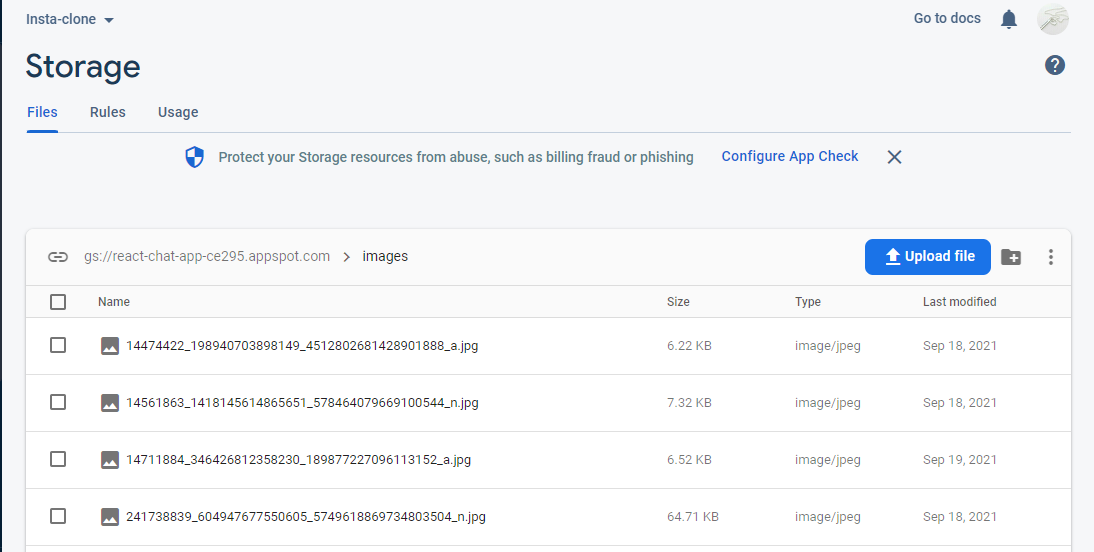 Insta-clone Go to docs
Storage
Files Rules Usage
Protect your Storage resources from abuse, such as billing fraud or phishing Configure App Check
gs://react-chat-app-ce295.appspot.com > images Upload file
Name Size Type Last modified
14474422_198940703898149_4512802681428901888_a.jpg 6.22 KB image/jpeg Sep 18, 2021
14561863_1418145614865651_578464079669100544_n.jpg 7.32 KB image/jpeg Sep 18, 2021
14711884_346426812358230_189877227096113152_a.jpg 6.52 KB image/jpeg Sep 19, 2021
241738839_604947677550605_5749618869734803504_n.jpg 64.71 KB image/jpeg Sep 18, 2021